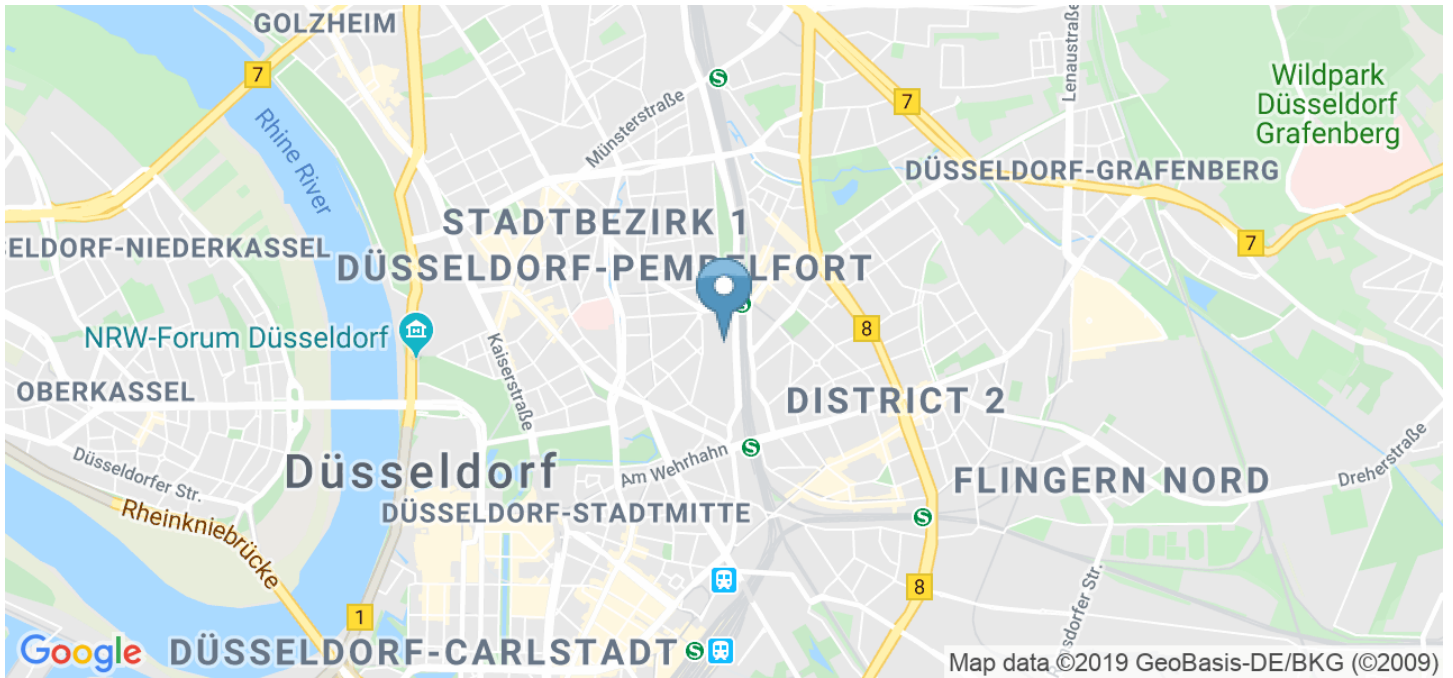 GOLZHEIM
7
Rhine River
Münsterstraße
S
7
Lenaustraße
Wildpark
Düsseldorf
Grafenberg
DÜSSELDORF-GRAFENBERG
STADTBEZIRK 1
SELDORF-NIEDERKASSEL
DÜSSELDORF-PEMPELFORT
7
NRW-Forum Düsseldorf
Kaiserstraße
8
OBERKASSEL
DISTRICT 2
Am Wehrhahn
S
Düsseldorfer Str.
Düsseldorf
FLINGERN NORD
Dreherstraße
DÜSSELDORF-STADTMITTE
Rheinkniebrücke
S
8
1
Google
DÜSSELDORF-CARLSTADT
S
Map data ©2019 GeoBasis-DE/BKG (©2009)